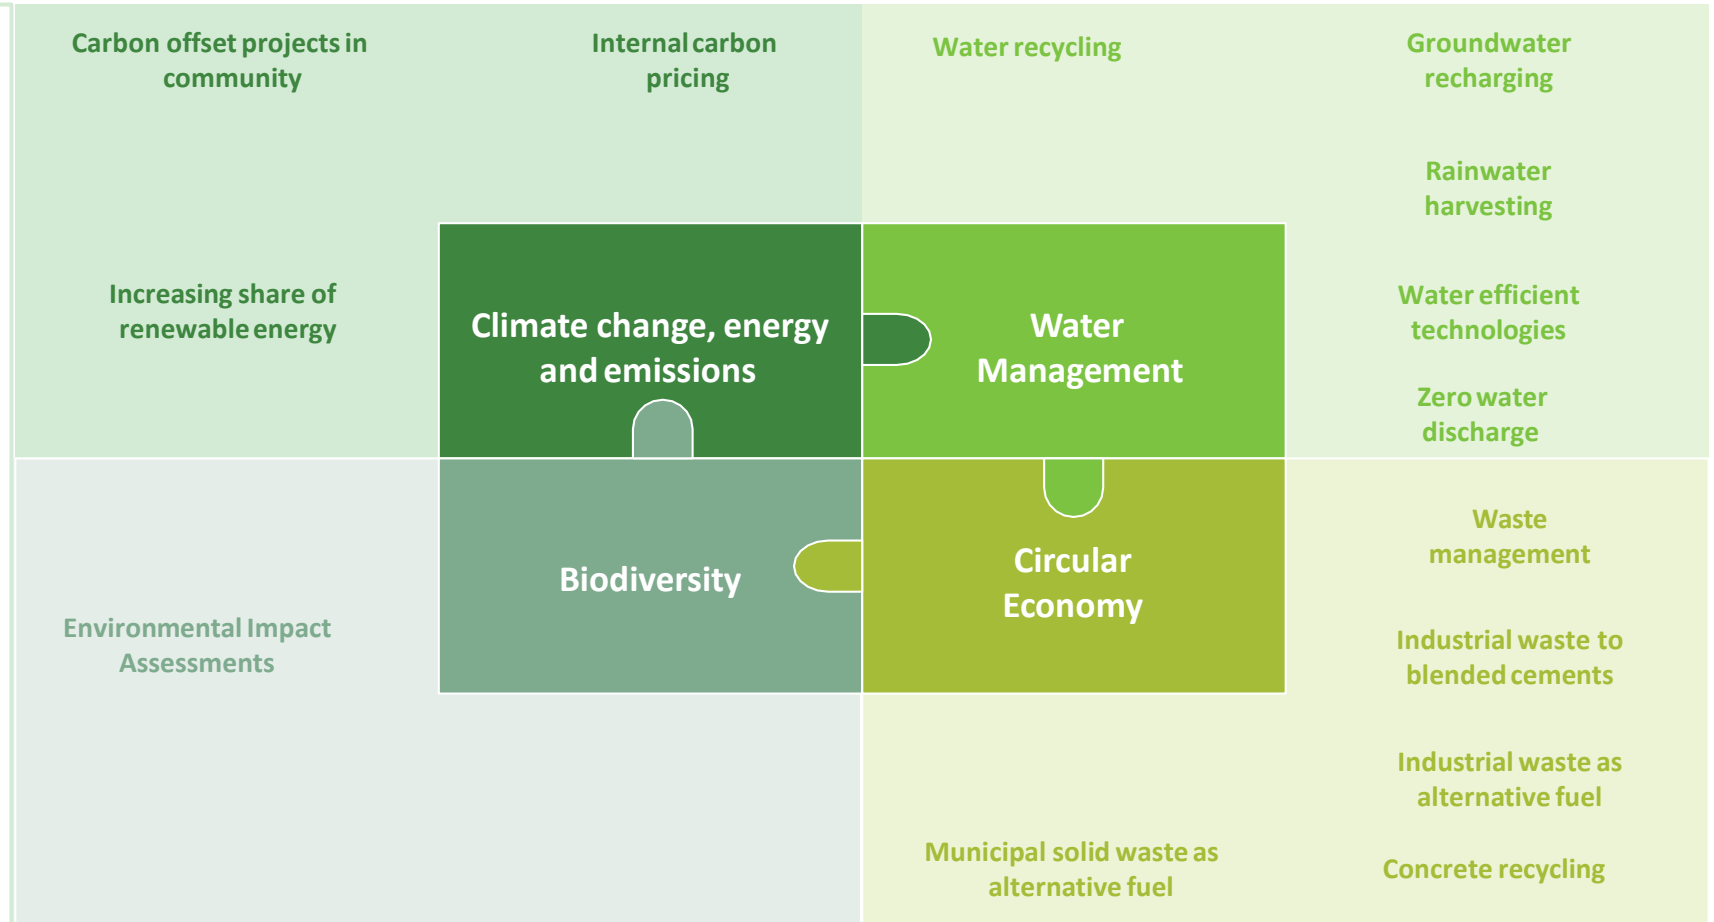 Carbon offset projects in
community
Internal carbon
pricing
Water recycling
Groundwater
recharging
Rainwater
harvesting
Increasing share of
renewable energy
Climate change, energy
and emissions
Water
Management
Water efficient
technologies
Zero water
discharge
Biodiversity
Circular
Economy
Waste
management
Environmental Impact
Assessments
Industrial waste to
blended cements
Industrial waste as
alternative fuel
Municipal solid waste as
alternative fuel
Concrete recycling